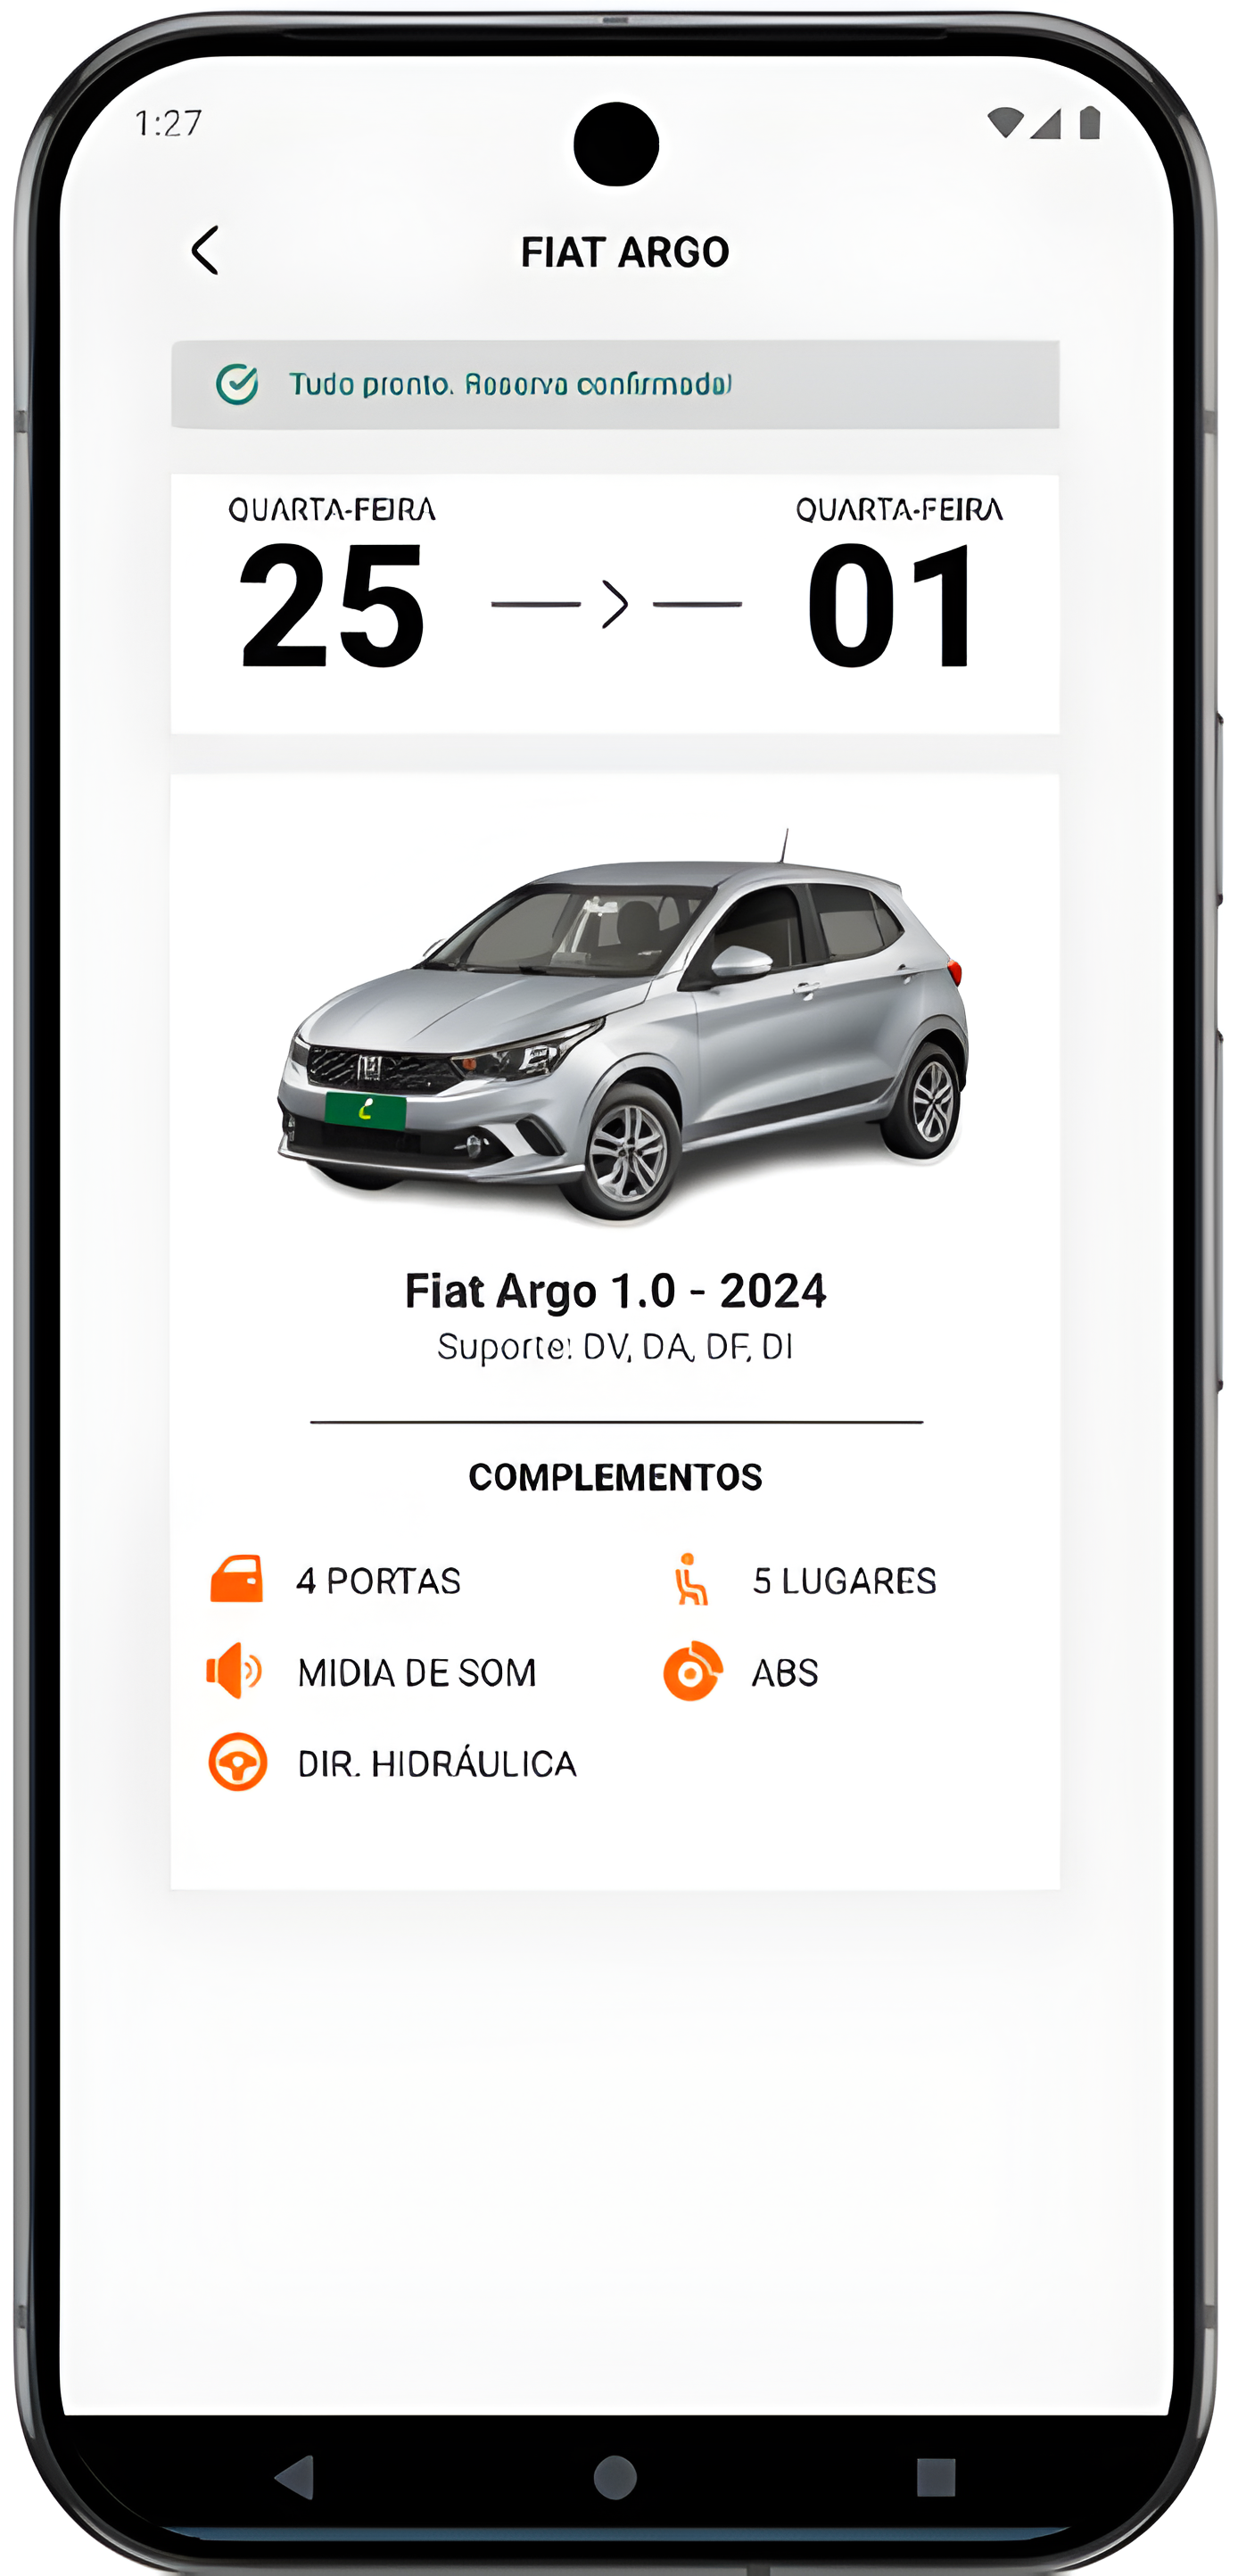 1:27
FIAT ARGO
Tudo pronto. confirmada!
QUARTA-FEIRA QUARTA-FEIRA
25 01
Fiat Argo 1.0 - 2024
Suporte: DV, DA, DF, DI
COMPLEMENTOS
4 PORTAS 5 LUGARES
MIDIA DE SOM ABS
DIR. HIDRÁULICA